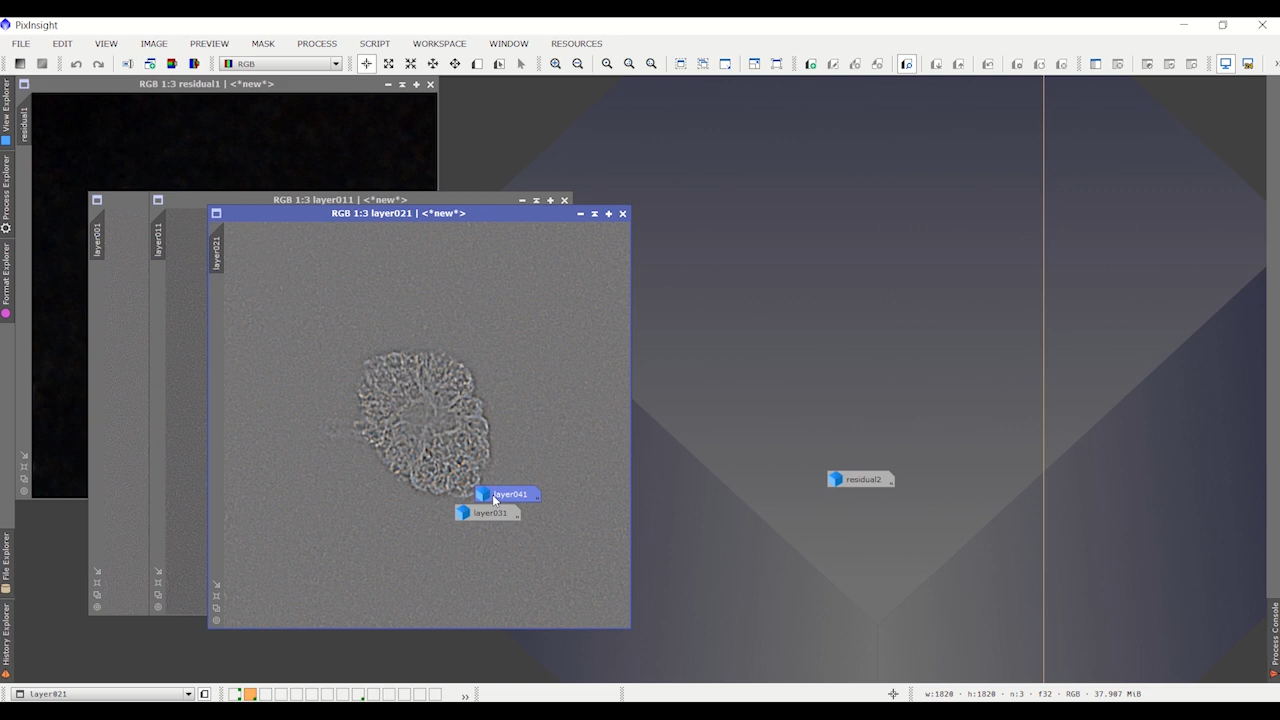 PixInsight
FILE EDIT VIEW IMAGE PREVIEW MASK PROCESS SCRIPT WORKSPACE WINDOW RESOURCES
RGB
RGB 1:3 residual1 | <*new*>
residual1
RGB 1:3 layer011 | <*new*>
layer001
layer011
RGB 1:3 layer021 | <*new*>
layer021
layer041
layer031
residual2
View Explorer
Process Explorer
Format Explorer
File Explorer
History Explorer
Process Console
layer021
w:1820 · h:1820 · n:3 · f32 · RGB · 37.907 MiB